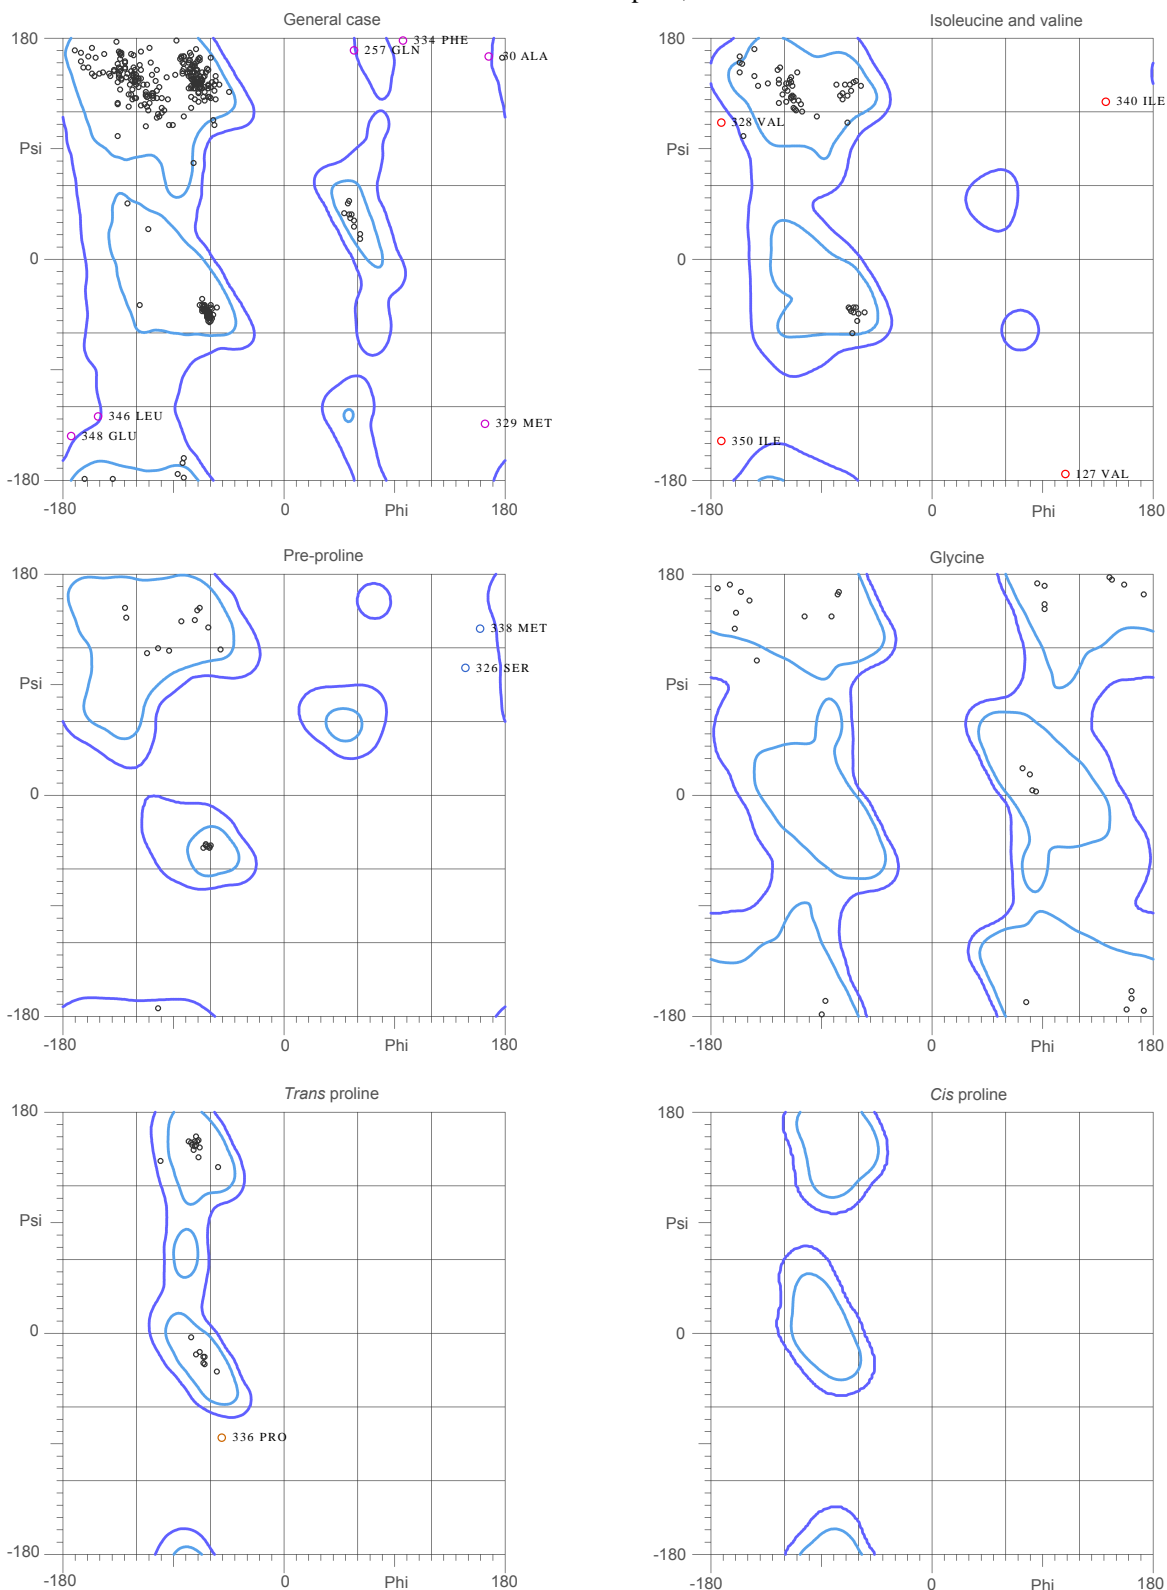 General case
Isoleucine and valine
180
334 PHE
257 GLN
30 ALA
Psi
0
346 LEU
348 GLU
329 MET
-180
-180
0
Phi
180
180
340 ILE
328 VAL
Psi
0
350 ILE
127 VAL
-180
-180
0
Phi
180
Pre-proline
Glycine
180
338 MET
326 SER
Psi
0
-180
-180
0
Phi
180
180
Psi
0
-180
-180
0
Phi
180
Trans proline
Cis proline
180
Psi
0
336 PRO
-180
-180
0
Phi
180
180
Psi
0
-180
-180
0
Phi
180